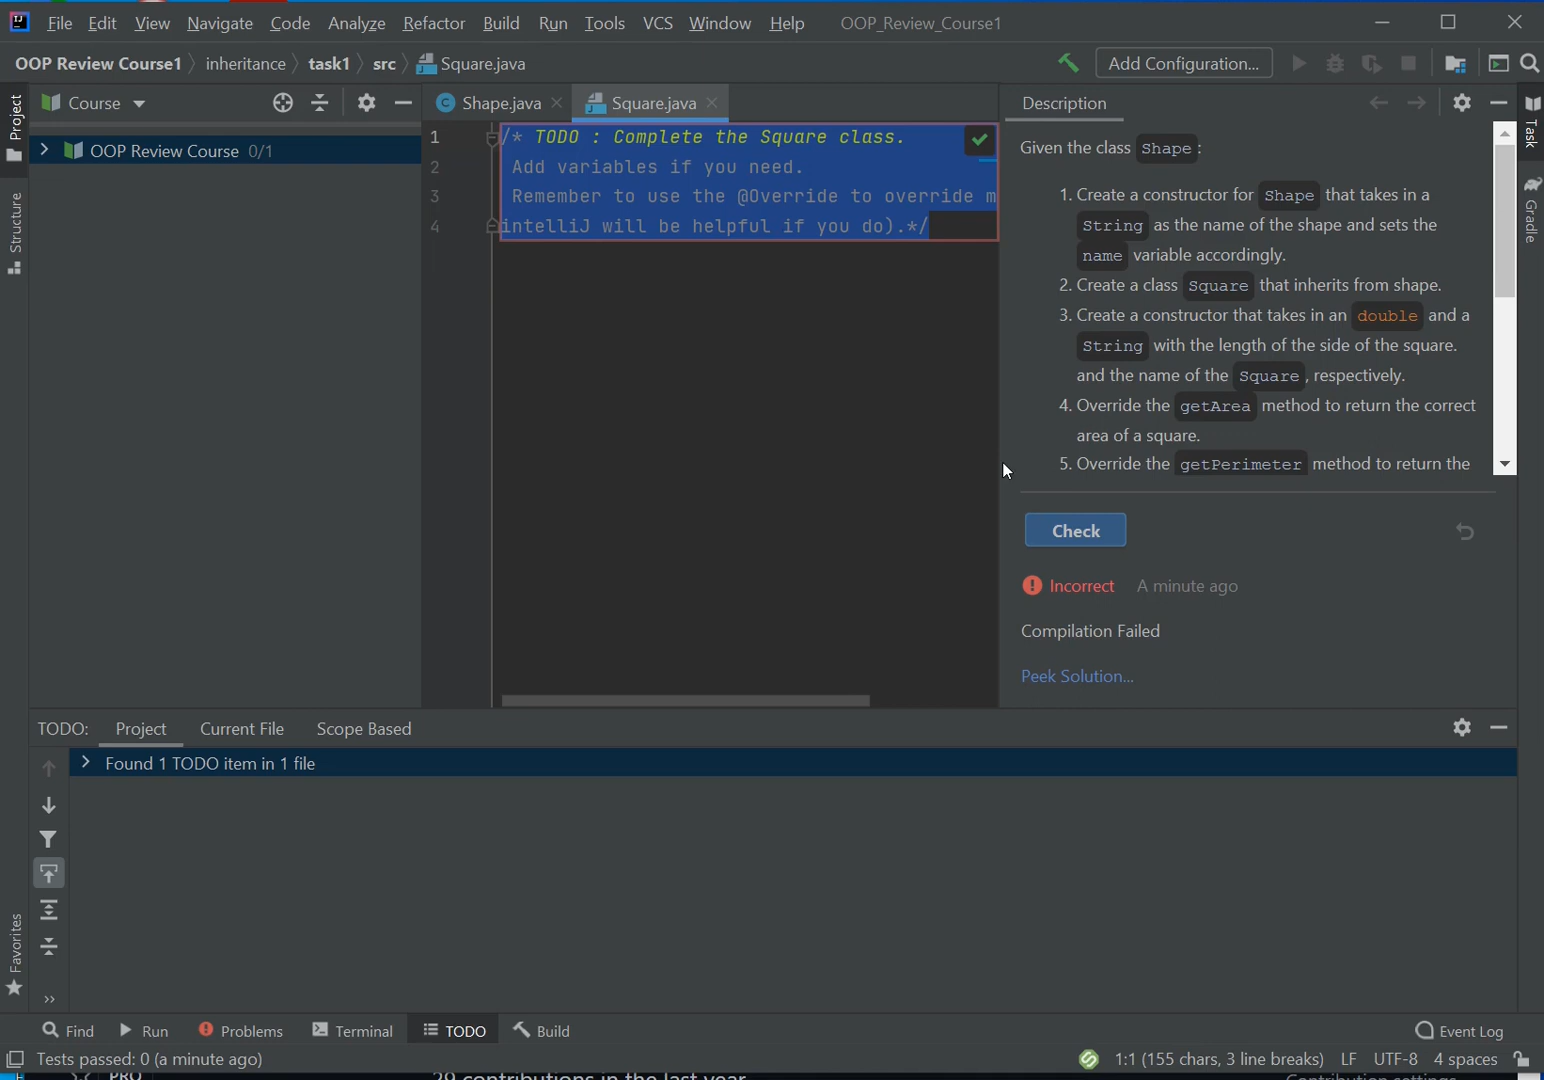 File Edit View Navigate Code Analyze Refactor Build Run Tools VCS Window Help OOP_Review_Course1
OOP Review Course1 inheritance task1 src Square.java Add Configuration...
Project
Structure
Favorites
Course
OOP Review Course 0/1
Shape.java Square.java
1 /* TODO : Complete the Square class.
2 Add variables if you need.
3 Remember to use the @Override to override m
4 intelliJ will be helpful if you do).*/
Description
Given the class Shape:
1. Create a constructor for Shape that takes in a
String as the name of the shape and sets the
name variable accordingly.
2. Create a class Square that inherits from shape.
3. Create a constructor that takes in an double and a
String with the length of the side of the square.
and the name of the Square, respectively.
4. Override the getArea method to return the correct
area of a square.
5. Override the getPerimeter method to return the
Check
Incorrect A minute ago
Compilation Failed
Peek Solution...
Task
Gradle
TODO: Project Current File Scope Based
Found 1 TODO item in 1 file
Find Run Problems Terminal TODO Build Event Log
Tests passed: 0 (a minute ago) 1:1 (155 chars, 3 line breaks) LF UTF-8 4 spaces
PRO 29 contributions in the last year Contribution settings